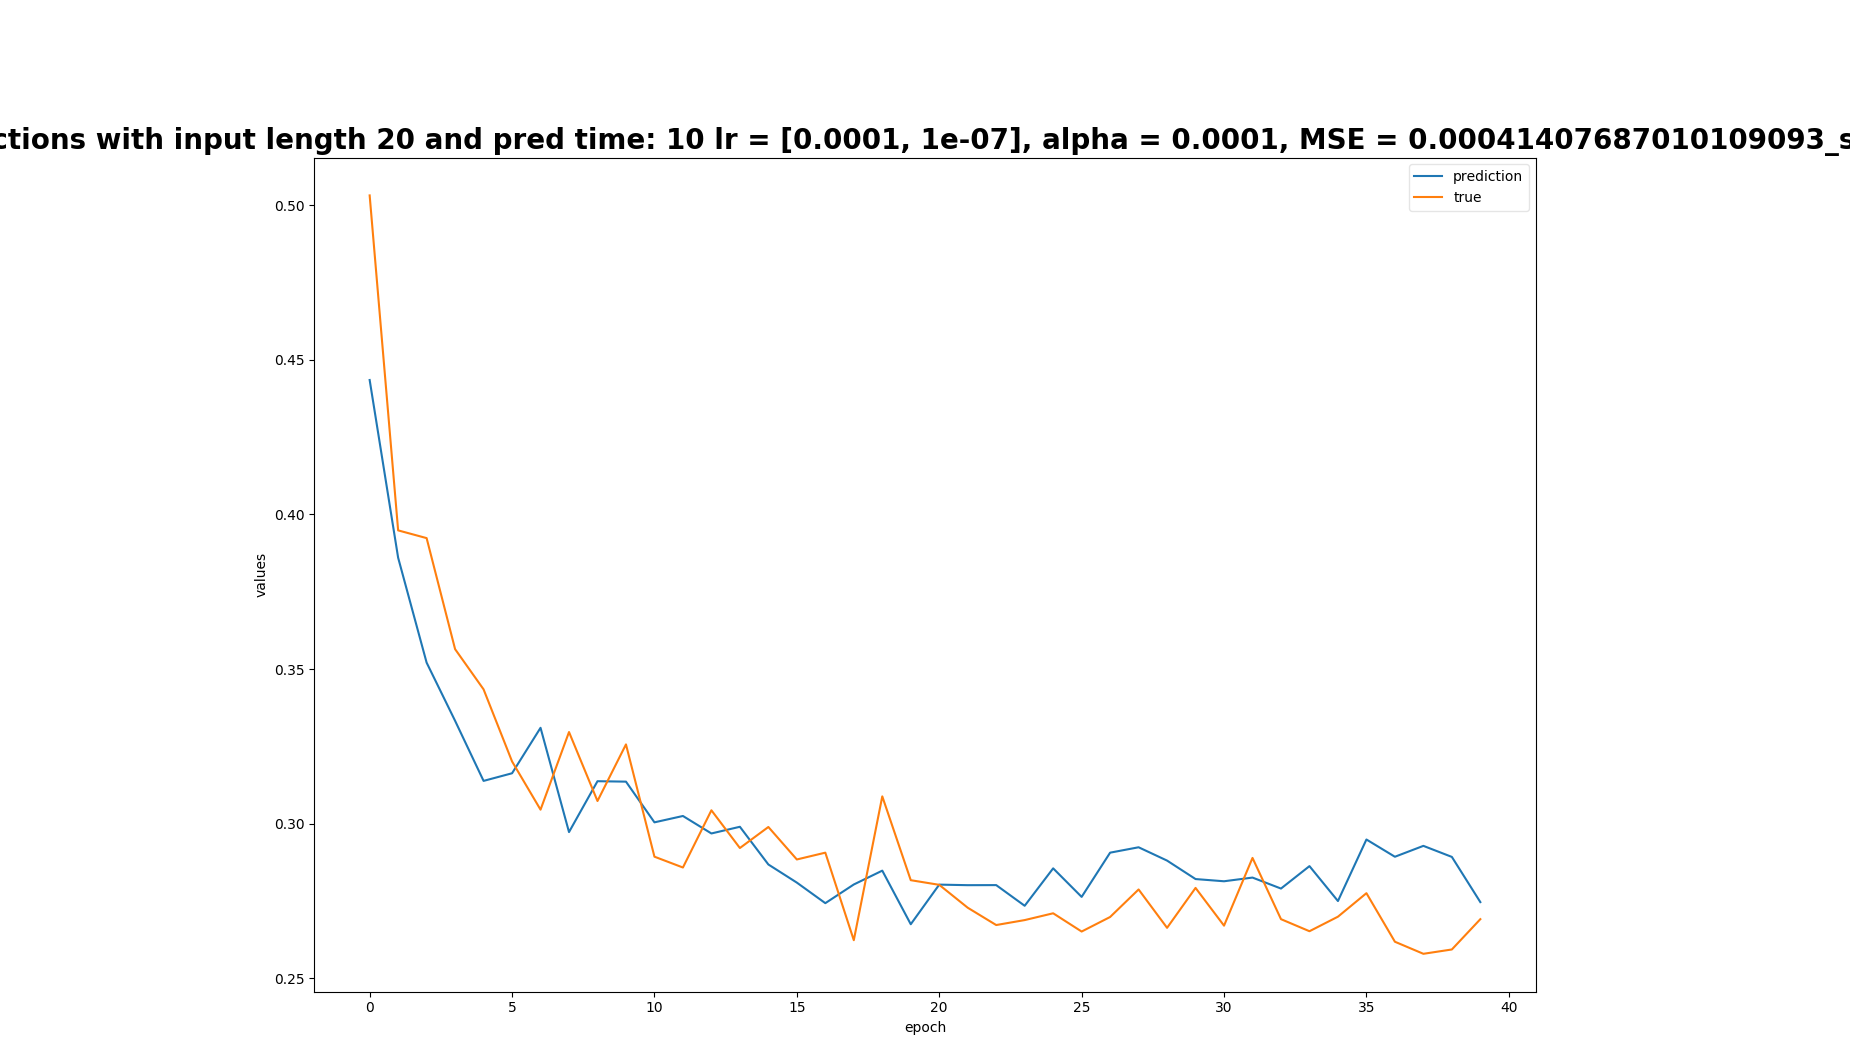 ctions with input length 20 and pred time: 10 lr = [0.0001, 1e-07], alpha = 0.0001, MSE = 0.00041407687010109093_s
prediction
true
0.50
0.45
0.40
0.35
0.30
0.25
values
0 5 10 15 20 25 30 35 40
epoch